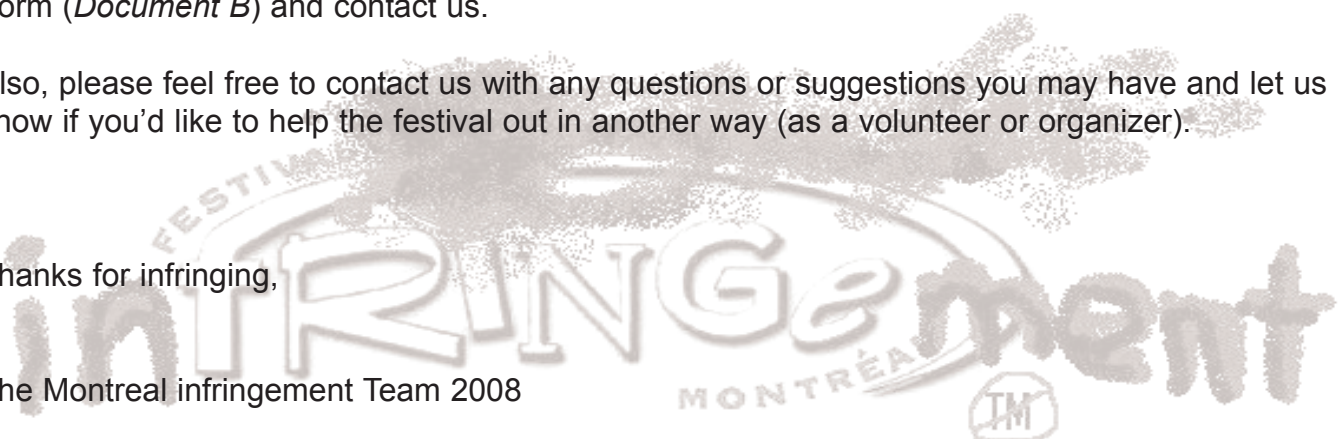 orm (Document B) and contact us.
lso, please feel free to contact us with any questions or suggestions you may have and let us
now if you'd like to help the festival out in another way (as a volunteer or organizer).
FESTIVAL
hanks for infringing,
inFRINGement
MONTRÉAL
TM
he Montreal infringement Team 2008